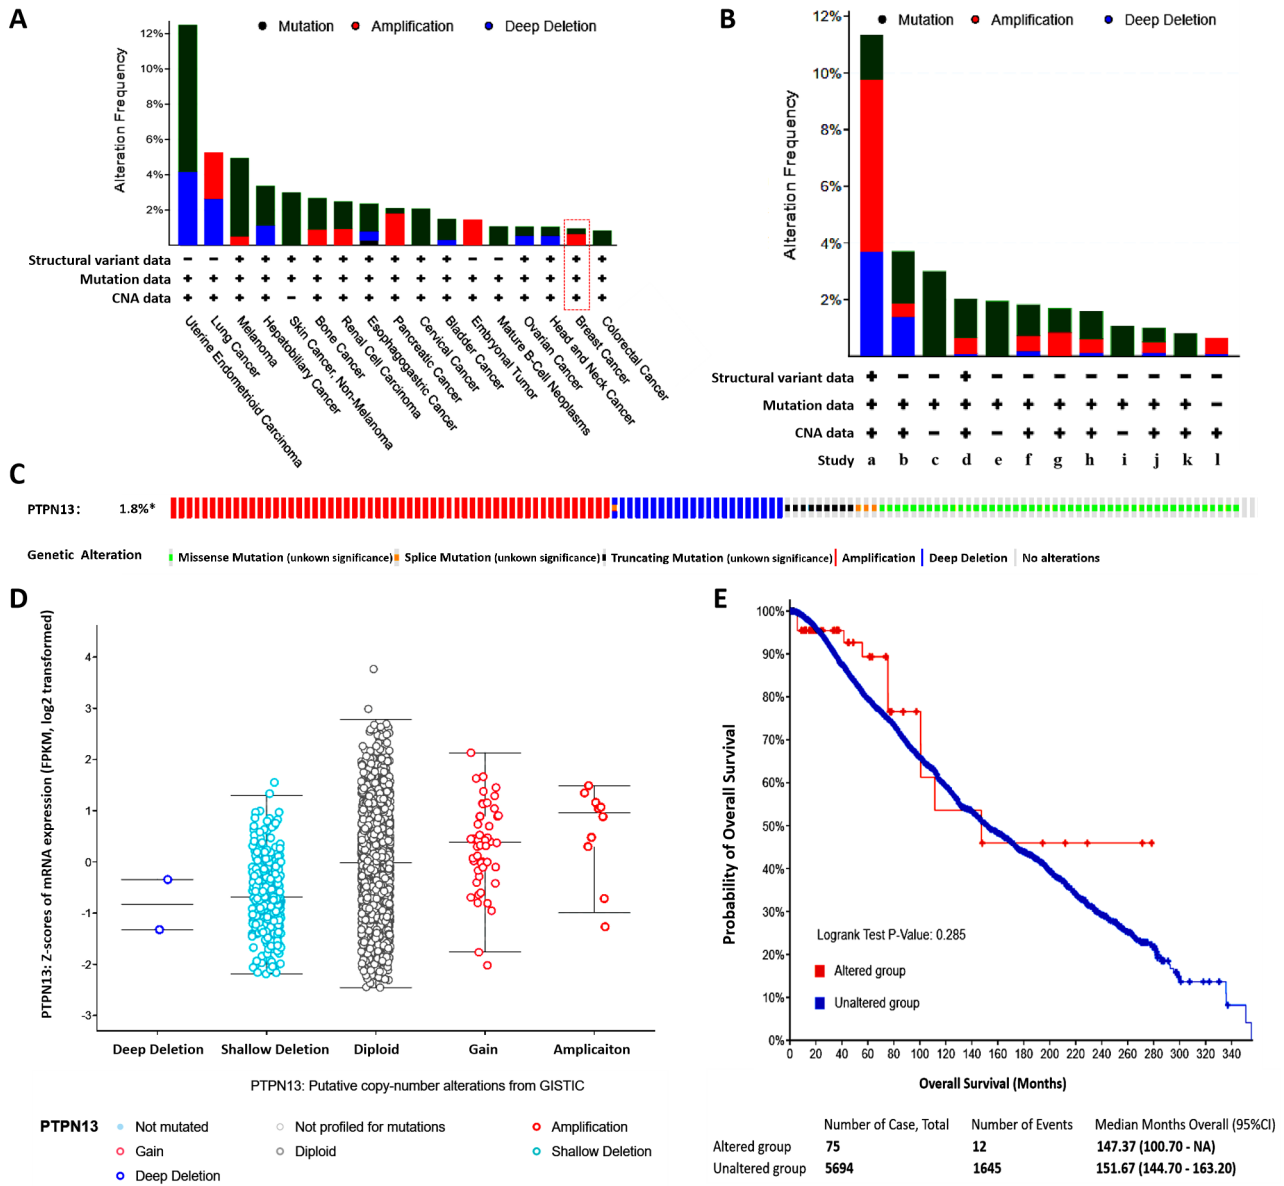 A
Mutation Amplification Deep Deletion
Alteration Frequency
12%
10%
8%
6%
4%
2%
Structural variant data - - + + + + + + + + + - - + + + +
Mutation data + + + + + + + + + + + + + + + + +
CNA data + + + + - + + + + + + + + + + + +
Uterine Endometrioid Carcinoma
Lung Cancer
Melanoma
Hepatobiliary Cancer
Skin Cancer, Non-Melanoma
Bone Cancer
Renal Cell Carcinoma
Esophagogastric Cancer
Pancreatic Cancer
Cervical Cancer
Bladder Cancer
Embryonal Tumor
Mature B-Cell Neoplasms
Ovarian Cancer
Head and Neck Cancer
Breast Cancer
Colorectal Cancer
B
Mutation Amplification Deep Deletion
Alteration Frequency
12%
10%
8%
6%
4%
2%
Structural variant data + - - + - - - - - - - -
Mutation data + + + + + + + + + + + -
CNA data + + - + - + + + - + + +
Study a b c d e f g h i j k l
C
PTPN13: 1.8%*
Genetic Alteration Missense Mutation (unkown significance) Splice Mutation (unkown significance) Truncating Mutation (unkown significance) Amplification Deep Deletion No alterations
D
PTPN13: Z-scores of mRNA expression (FPKM, log2 transformed)
4
3
2
1
0
-1
-2
-3
Deep Deletion Shallow Deletion Diploid Gain Amplicaiton
PTPN13: Putative copy-number alterations from GISTIC
PTPN13 Not mutated Not profiled for mutations Amplification
Gain Diploid Shallow Deletion
Deep Deletion
E
Probability of Overall Survival
100%
90%
80%
70%
60%
50%
40%
30%
20%
10%
0%
Logrank Test P-Value: 0.285
Altered group
Unaltered group
0 20 40 60 80 100 120 140 160 180 200 220 240 260 280 300 320 340
Overall Survival (Months)
Number of Case, Total Number of Events Median Months Overall (95%CI)
Altered group 75 12 147.37 (100.70 - NA)
Unaltered group 5694 1645 151.67 (144.70 - 163.20)